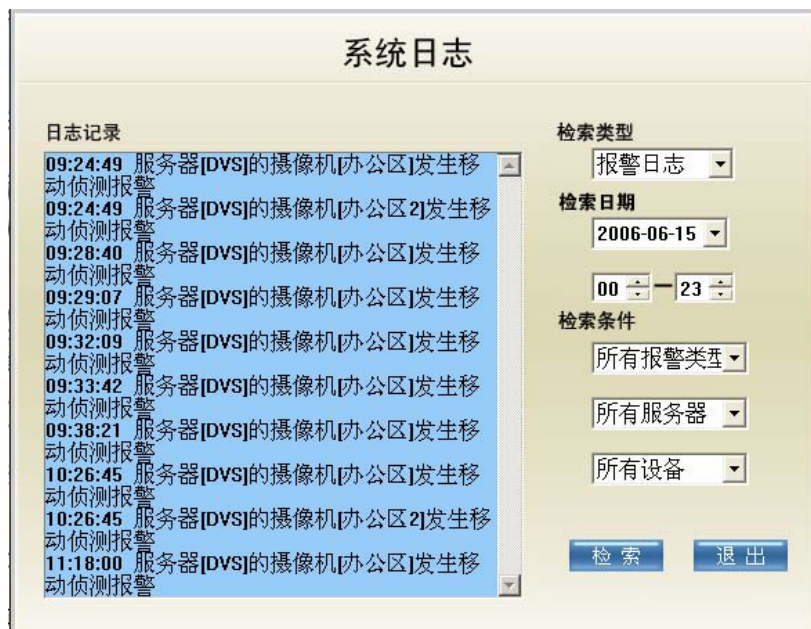 系统日志
日志记录
09:24:49 服务器[DVS]的摄像机[办公区]发生移
动侦测报警
09:24:49 服务器[DVS]的摄像机[办公区2]发生移
动侦测报警
09:28:40 服务器[DVS]的摄像机[办公区]发生移
动侦测报警
09:29:07 服务器[DVS]的摄像机[办公区]发生移
动侦测报警
09:32:09 服务器[DVS]的摄像机[办公区]发生移
动侦测报警
09:33:42 服务器[DVS]的摄像机[办公区]发生移
动侦测报警
09:38:21 服务器[DVS]的摄像机[办公区]发生移
动侦测报警
10:26:45 服务器[DVS]的摄像机[办公区]发生移
动侦测报警
10:26:45 服务器[DVS]的摄像机[办公区2]发生移
动侦测报警
11:18:00 服务器[DVS]的摄像机[办公区]发生移
动侦测报警
检索类型
报警日志
检索日期
2006-06-15
00 — 23
检索条件
所有报警类型
所有服务器
所有设备
检索 退出